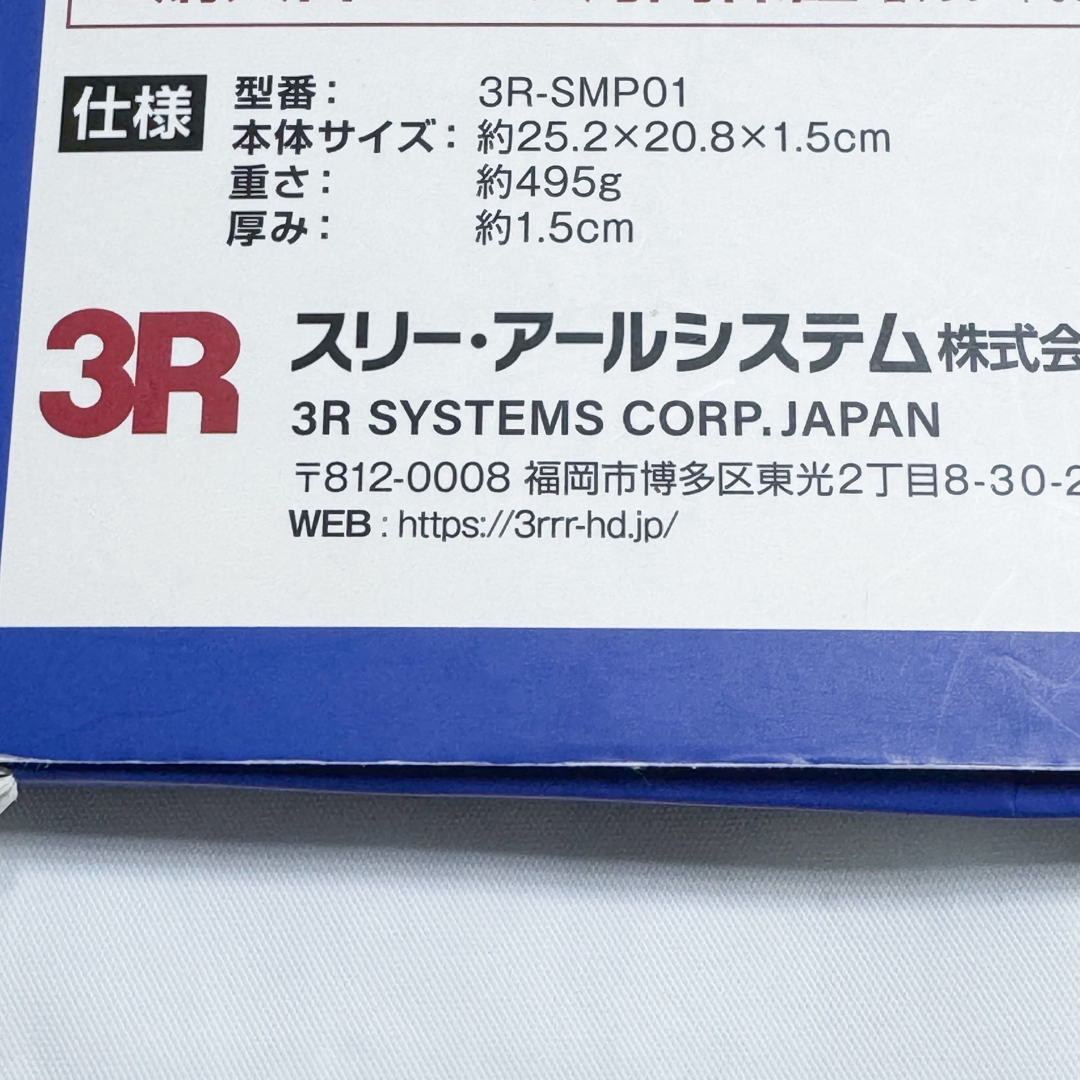 仕様
型番： 3R-SMP01
本体サイズ： 約25.2×20.8×1.5cm
重さ： 約495g
厚み： 約1.5cm
3R
スリー・アールシステム株式会
3R SYSTEMS CORP. JAPAN
〒812-0008 福岡市博多区東光2丁目8-30-2
WEB : https://3rrr-hd.jp/